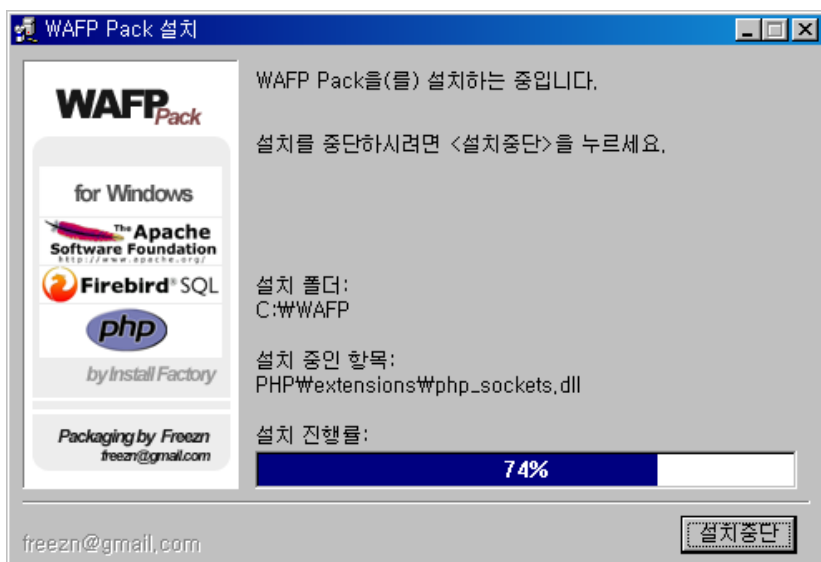 WAFP Pack 설치
WAFP Pack
for Windows
The Apache
Software Foundation
http://www.apache.org/
Firebird® SQL
php
by Install Factory
Packaging by Freezn
freezn@gmail.com
WAFP Pack을(를) 설치하는 중입니다.
설치를 중단하시려면 <설치중단>을 누르세요.
설치 폴더:
C:₩WAFP
설치 중인 항목:
PHP₩extensions₩php_sockets.dll
설치 진행률:
74%
freezn@gmail.com
설치중단